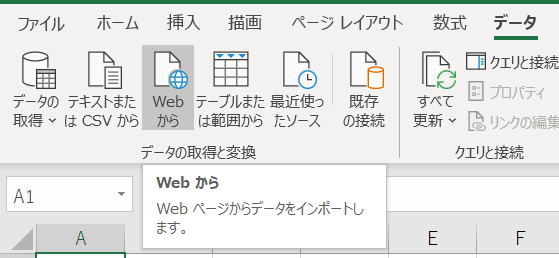 ファイル ホーム 挿入 描画 ページ レイアウト 数式 データ
データの取得
テキストまたは CSV から
Web から
テーブルまたは範囲から
最近使ったソース
既存の接続
すべて更新
クエリと接続
プロパティ
リンクの編集
データの取得と変換
クエリと接続
A1
Web から
Web ページからデータをインポートします。
A E F